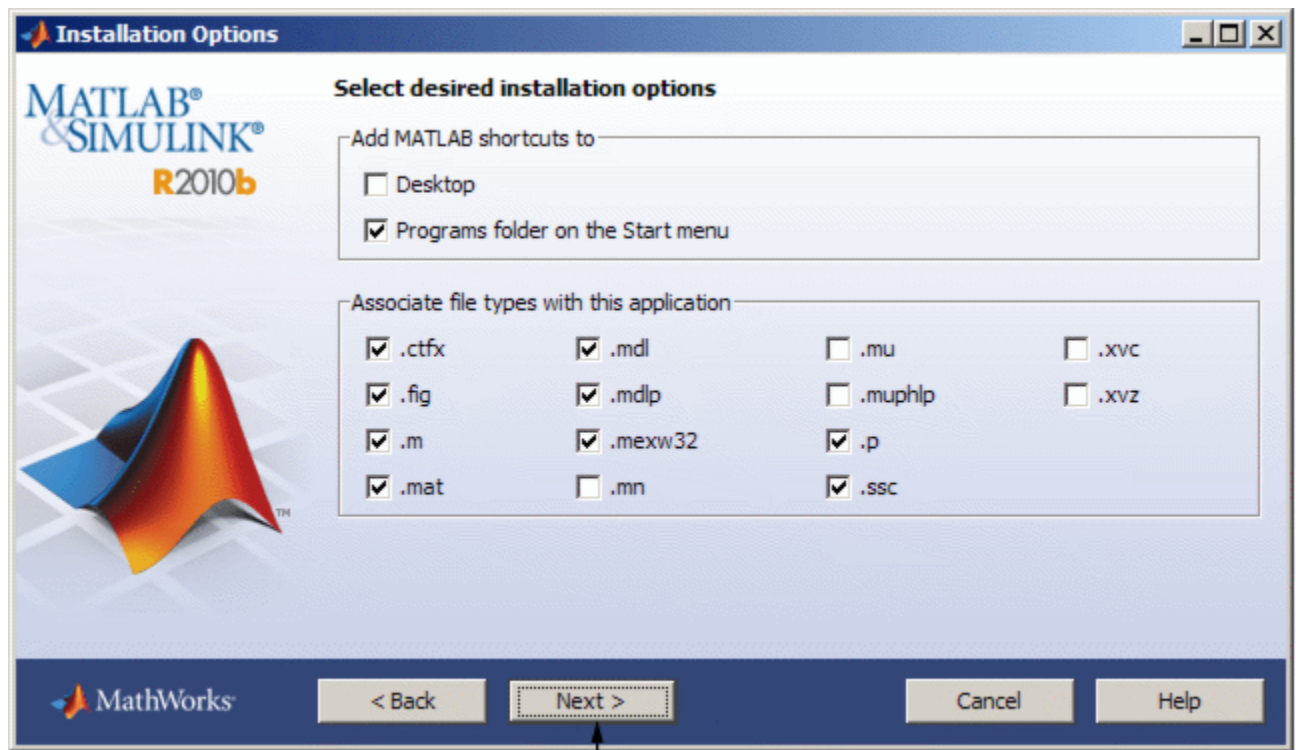 Installation Options
MATLAB®
&SIMULINK®
R2010b
Select desired installation options
Add MATLAB shortcuts to
Desktop
Programs folder on the Start menu
Associate file types with this application
.ctfx .mdl .mu .xvc
.fig .mdlp .muphlp .xvz
.m .mexw32 .p
.mat .mn .ssc
TM
MathWorks
< Back Next > Cancel Help